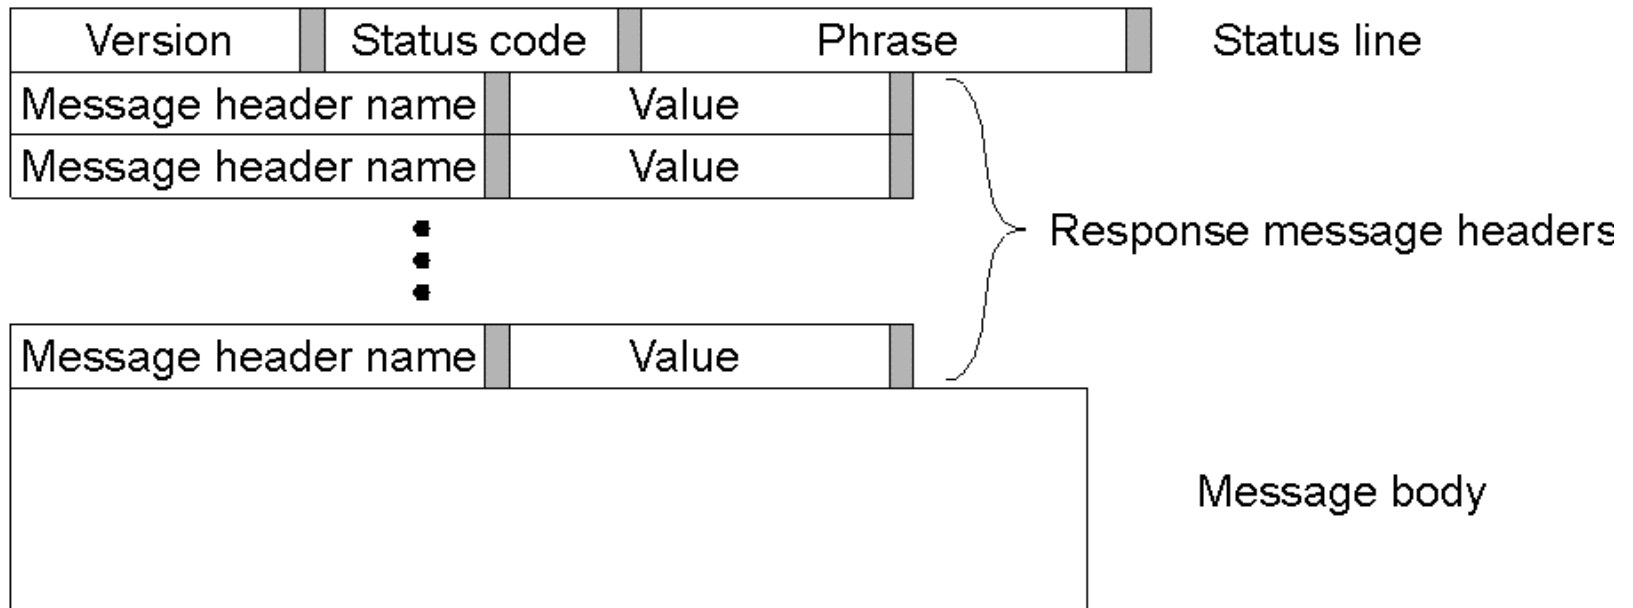 Version Status code Phrase Status line
Message header name Value
Message header name Value
Response message headers
Message header name Value
Message body